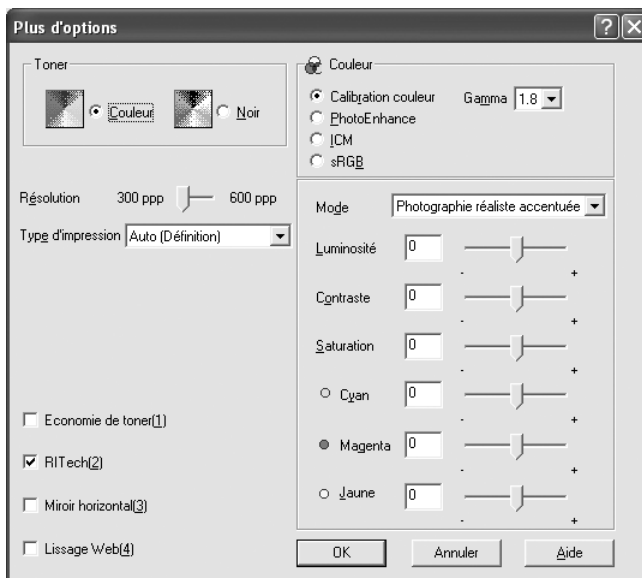 Plus d'options
Toner
Couleur
Noir
Résolution 300 ppp 600 ppp
Type d'impression Auto (Définition)
Economie de toner(1)
RITech(2)
Miroir horizontal(3)
Lissage Web(4)
Couleur
Calibration couleur Gamma 1.8
PhotoEnhance
ICM
sRGB
Mode Photographie réaliste accentuée
Luminosité 0
- +
Contraste 0
- +
Saturation 0
- +
Cyan 0
- +
Magenta 0
- +
Jaune 0
- +
OK Annuler Aide